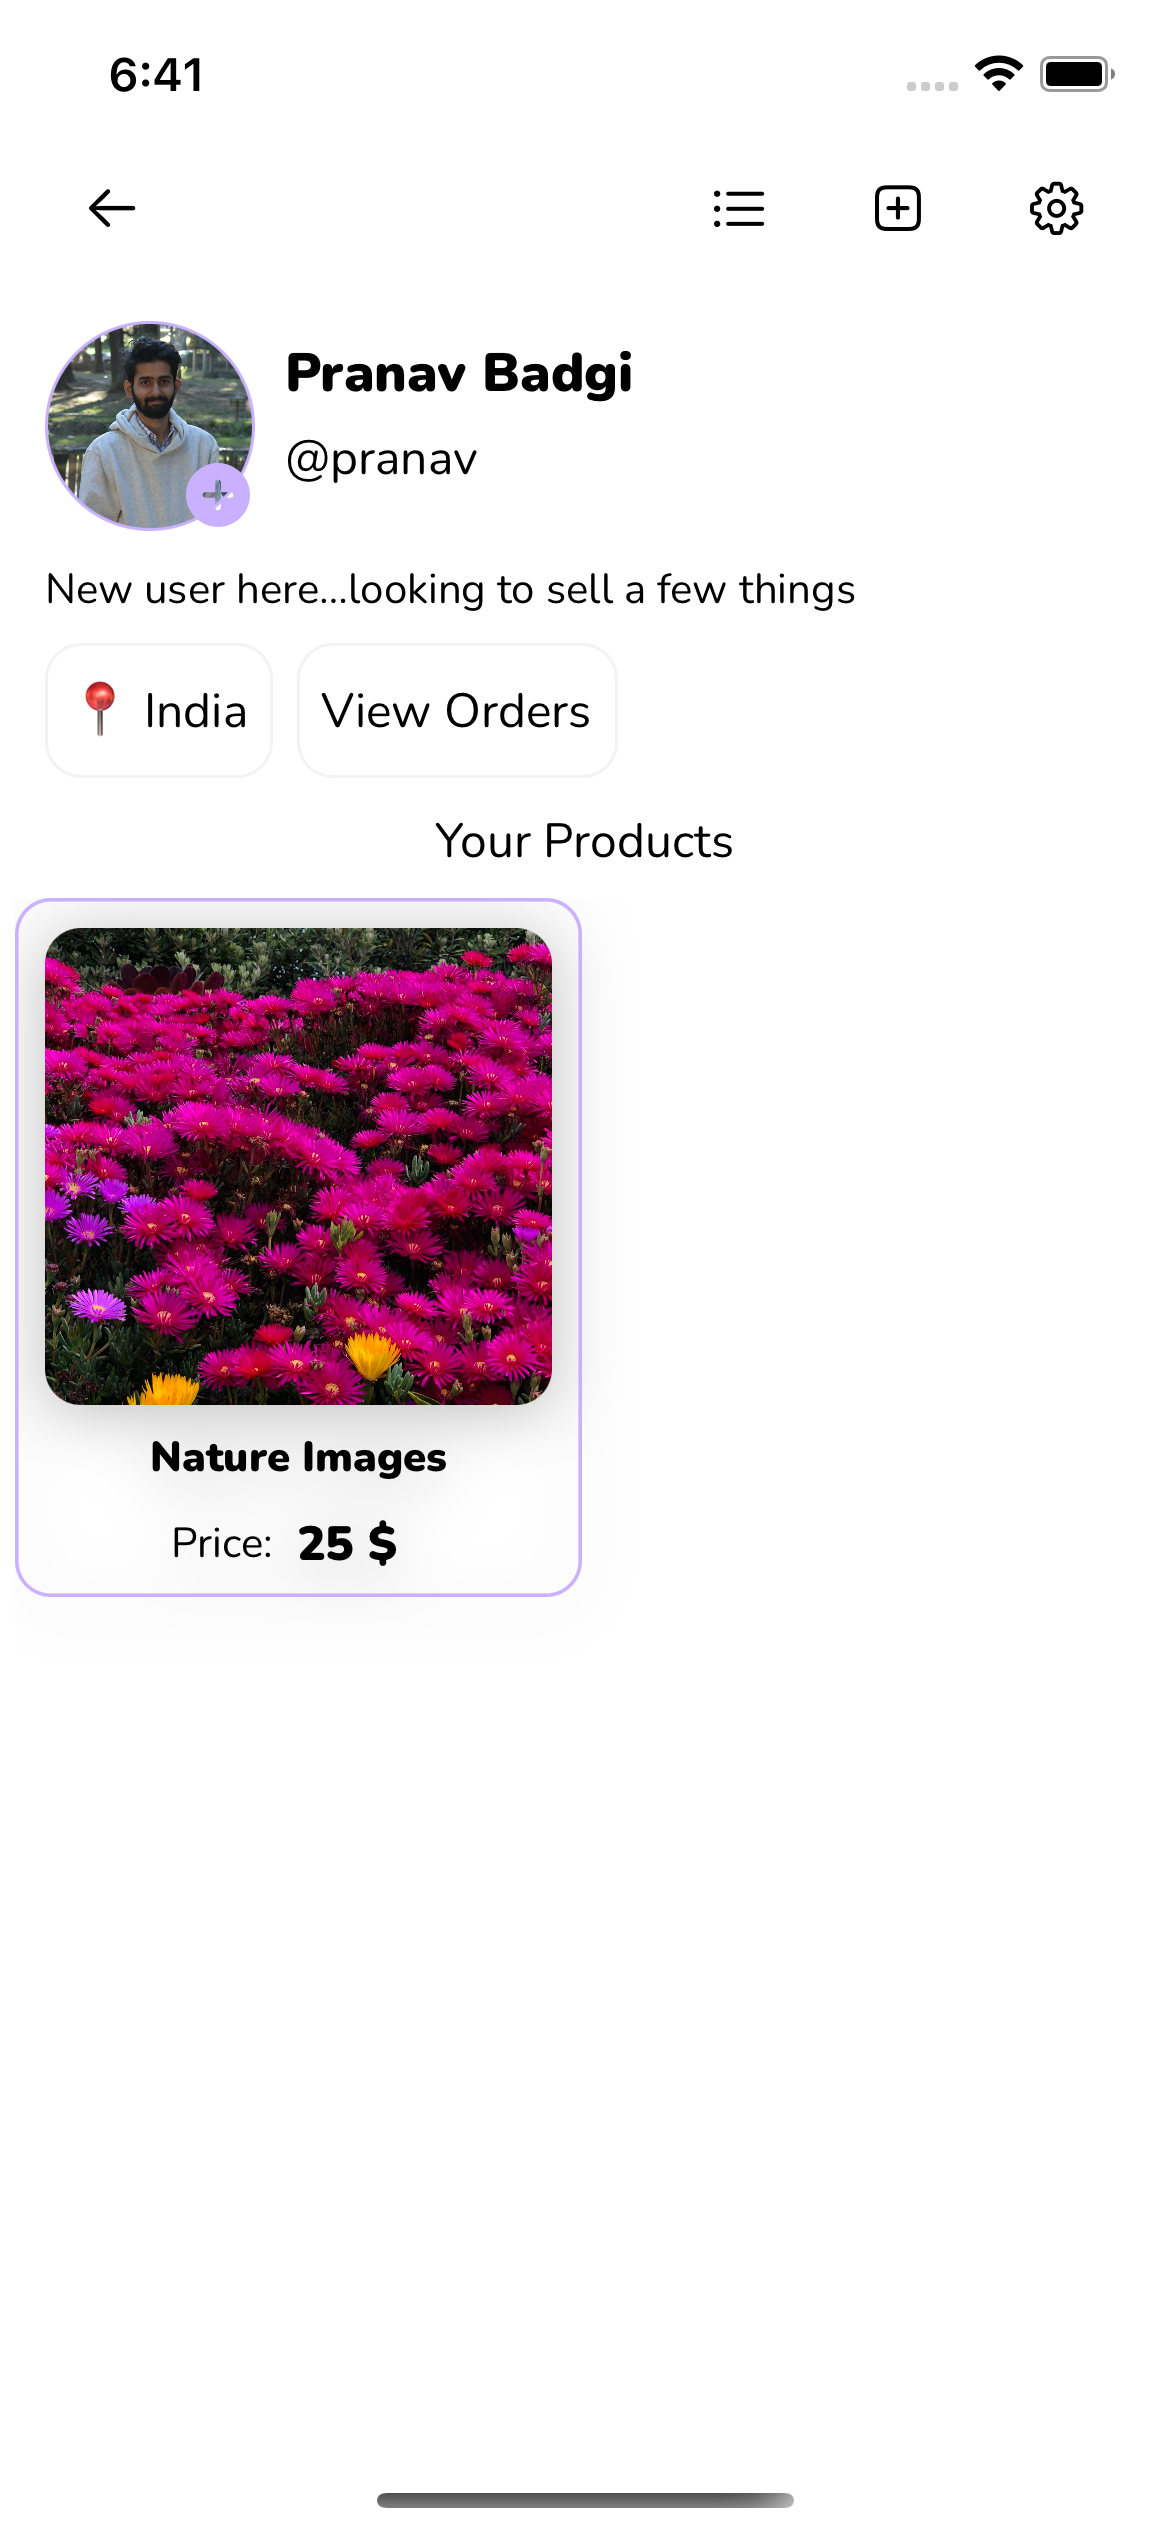 6:41
Pranav Badgi
@pranav
New user here...looking to sell a few things
📍 India
View Orders
Your Products
Nature Images
Price: 25 $